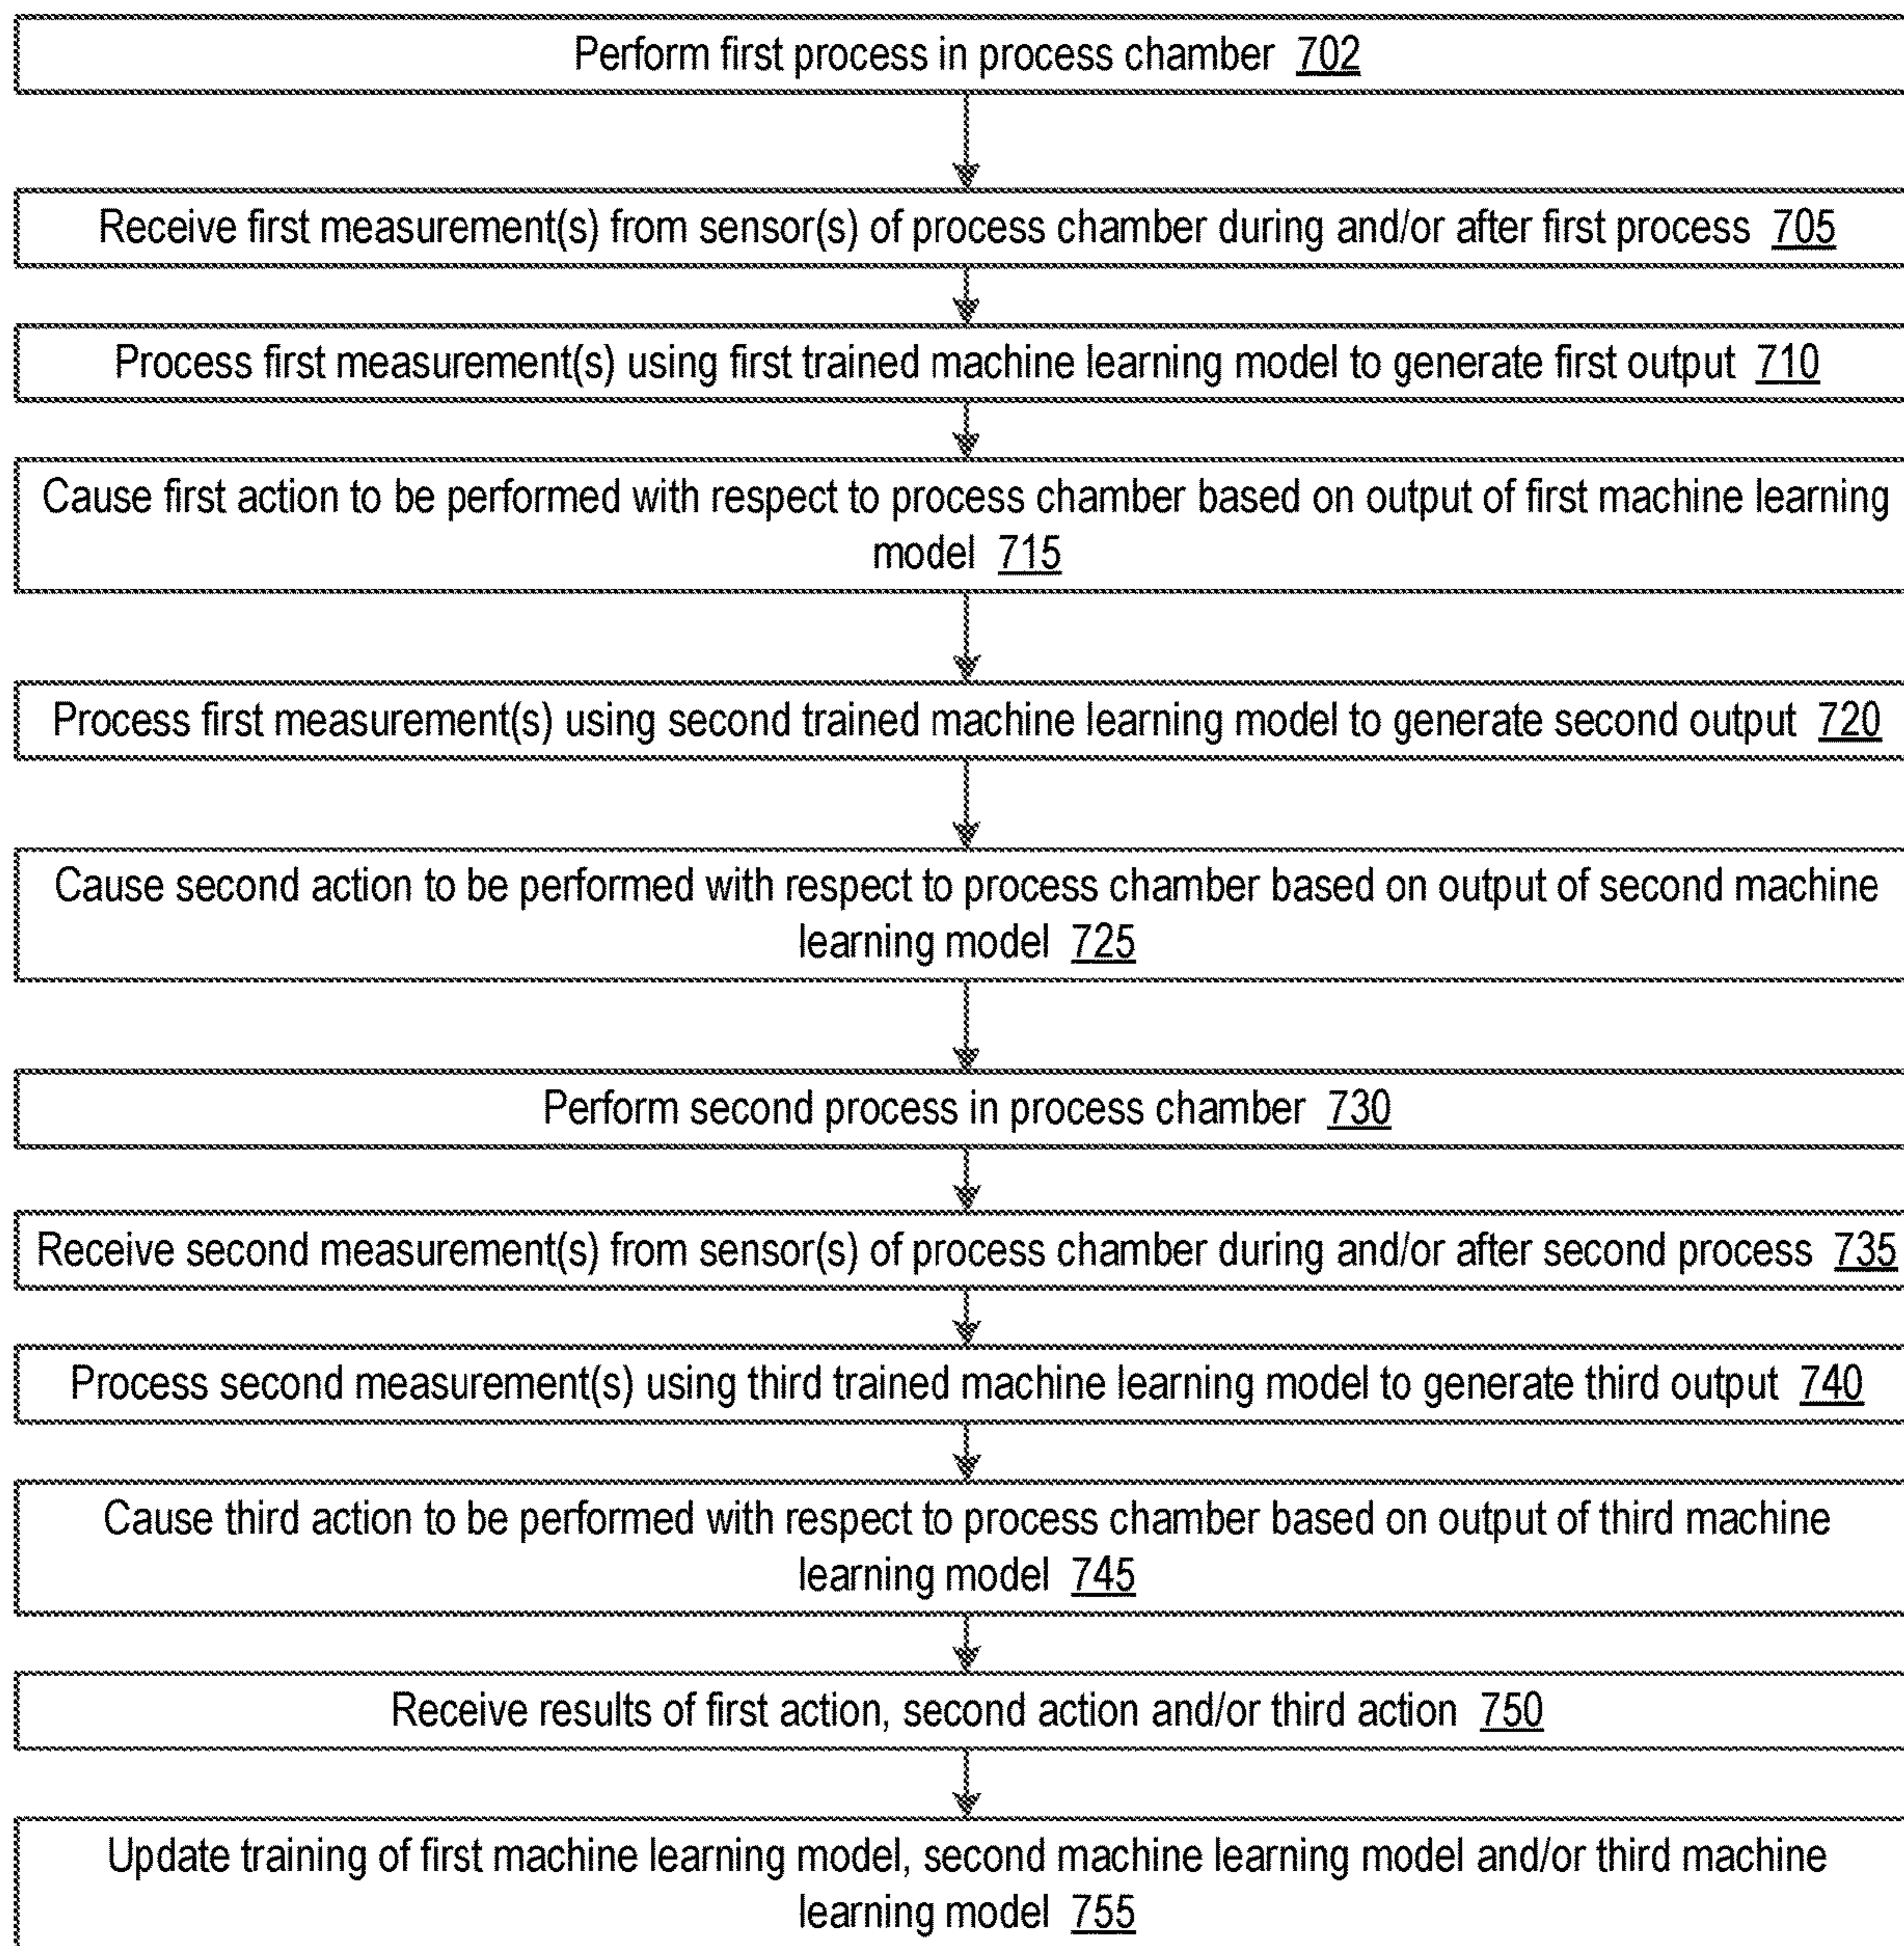 Perform first process in process chamber 702
Receive first measurement(s) from sensor(s) of process chamber during and/or after first process 705
Process first measurement(s) using first trained machine learning model to generate first output 710
Cause first action to be performed with respect to process chamber based on output of first machine learning
model 715
Process first measurement(s) using second trained machine learning model to generate second output 720
Cause second action to be performed with respect to process chamber based on output of second machine
learning model 725
Perform second process in process chamber 730
Receive second measurement(s) from sensor(s) of process chamber during and/or after second process 735
Process second measurement(s) using third trained machine learning model to generate third output 740
Cause third action to be performed with respect to process chamber based on output of third machine
learning model 745
Receive results of first action, second action and/or third action 750
Update training of first machine learning model, second machine learning model and/or third machine
learning model 755